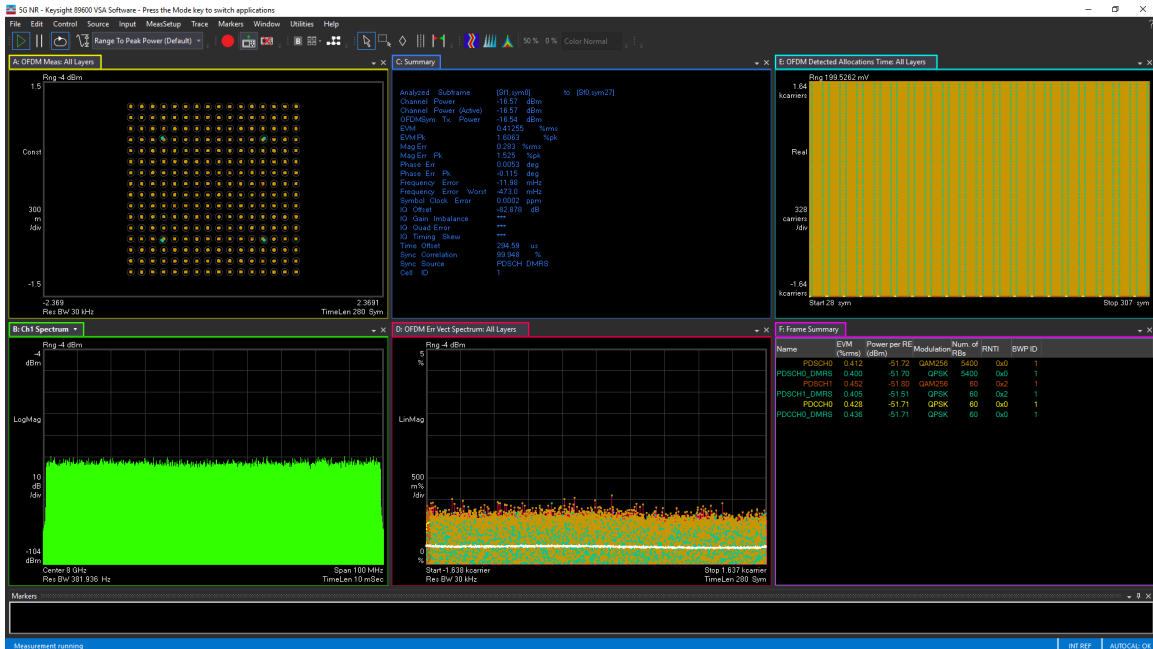 5G NR - Keysight 89600 VSA Software - Press the Mode key to switch applications
File Edit Control Source Input MeasSetup Trace Markers Window Utilities Help
Range To Peak Power (Default)
50 % 0 % Color Normal
A: OFDM Meas: All Layers
Rng -4 dBm
1.5
Const
300
m
/div
-1.5
-2.369 2.3691
Res BW 30 kHz TimeLen 280 Sym
C: Summary
Analyzed Subframe [Sf1,sym0] to [Sf0,sym27]
Channel Power -16.57 dBm
Channel Power (Active) -16.57 dBm
OFDMSym Tx. Power -16.54 dBm
EVM 0.41255 %rms
EVM Pk 1.6063 %pk
Mag Err 0.283 %rms
Mag Err Pk 1.525 %pk
Phase Err 0.0053 deg
Phase Err Pk -0.115 deg
Frequency Error -11.98 mHz
Frequency Error Worst -473.0 mHz
Symbol Clock Error 0.0002 ppm
IQ Offset -82.878 dB
IQ Gain Imbalance ***
IQ Quad Error ***
IQ Timing Skew ***
Time Offset 294.59 us
Sync Correlation 99.948 %
Sync Source PDSCH DMRS
Cell ID 1
E: OFDM Detected Allocations Time: All Layers
Rng 199.5262 mV
1.64
kcarriers
Real
328
carriers
/div
-1.64
kcarriers
Start 28 sym Stop 307 sym
B: Ch1 Spectrum
Rng -4 dBm
-4
dBm
LogMag
10
dB
/div
-104
dBm
Center 8 GHz Span 100 MHz
Res BW 381.936 Hz TimeLen 10 mSec
D: OFDM Err Vect Spectrum: All Layers
Rng -4 dBm
5
%
LinMag
500
m%
/div
0
%
Start -1.638 kcarrier Stop 1.637 kcarrier
Res BW 30 kHz TimeLen 280 Sym
F: Frame Summary
Name EVM (%rms) Power per RE (dBm) Modulation Num. of RBs RNTI BWP ID
PDSCH0 0.412 -51.72 QAM256 5400 0x0 1
PDSCH0_DMRS 0.400 -51.70 QPSK 5400 0x0 1
PDSCH1 0.452 -51.80 QAM256 60 0x2 1
PDSCH1_DMRS 0.405 -51.51 QPSK 60 0x2 1
PDCCH0 0.428 -51.71 QPSK 60 0x0 1
PDCCH0_DMRS 0.436 -51.71 QPSK 60 0x0 1
Markers
Measurement running INT REF AUTOCAL: OK